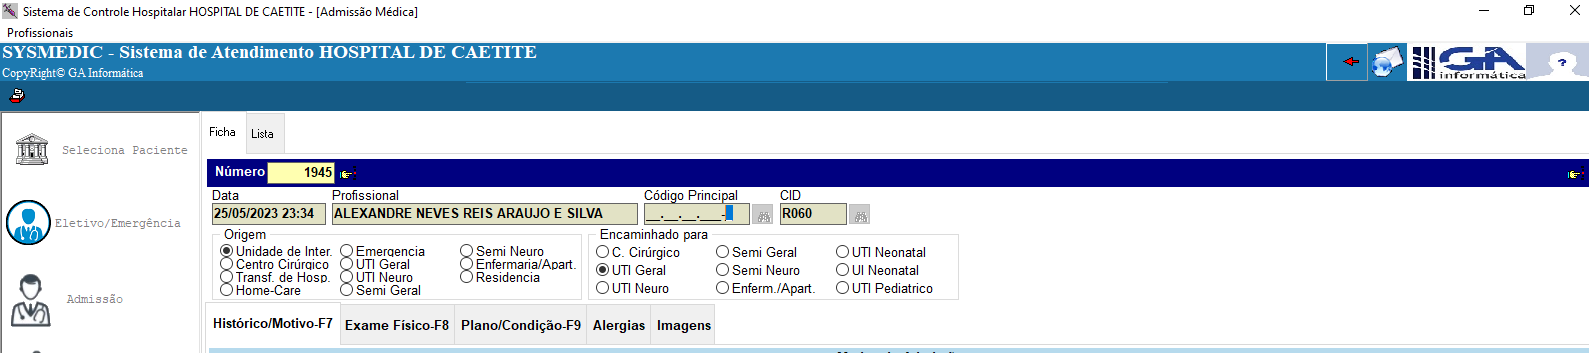 Sistema de Controle Hospitalar HOSPITAL DE CAETITE - [Admissão Médica]
Profissionais
SYSMEDIC - Sistema de Atendimento HOSPITAL DE CAETITE
CopyRight© GA Informática
GA informática
Ficha Lista
Seleciona Paciente
Número 1945
Data Profissional Código Principal CID
25/05/2023 23:34 ALEXANDRE NEVES REIS ARAUJO E SILVA __.__.__.___-_ R060
Eletivo/Emergência
Origem Encaminhado para
Unidade de Inter. Emergencia Semi Neuro C. Cirúrgico Semi Geral UTI Neonatal
Centro Cirúrgico UTI Geral Enfermaria/Apart. UTI Geral Semi Neuro UI Neonatal
Transf. de Hosp. UTI Neuro Residencia UTI Neuro Enferm./Apart. UTI Pediatrico
Home-Care Semi Geral
Admissão
Histórico/Motivo-F7 Exame Físico-F8 Plano/Condição-F9 Alergias Imagens